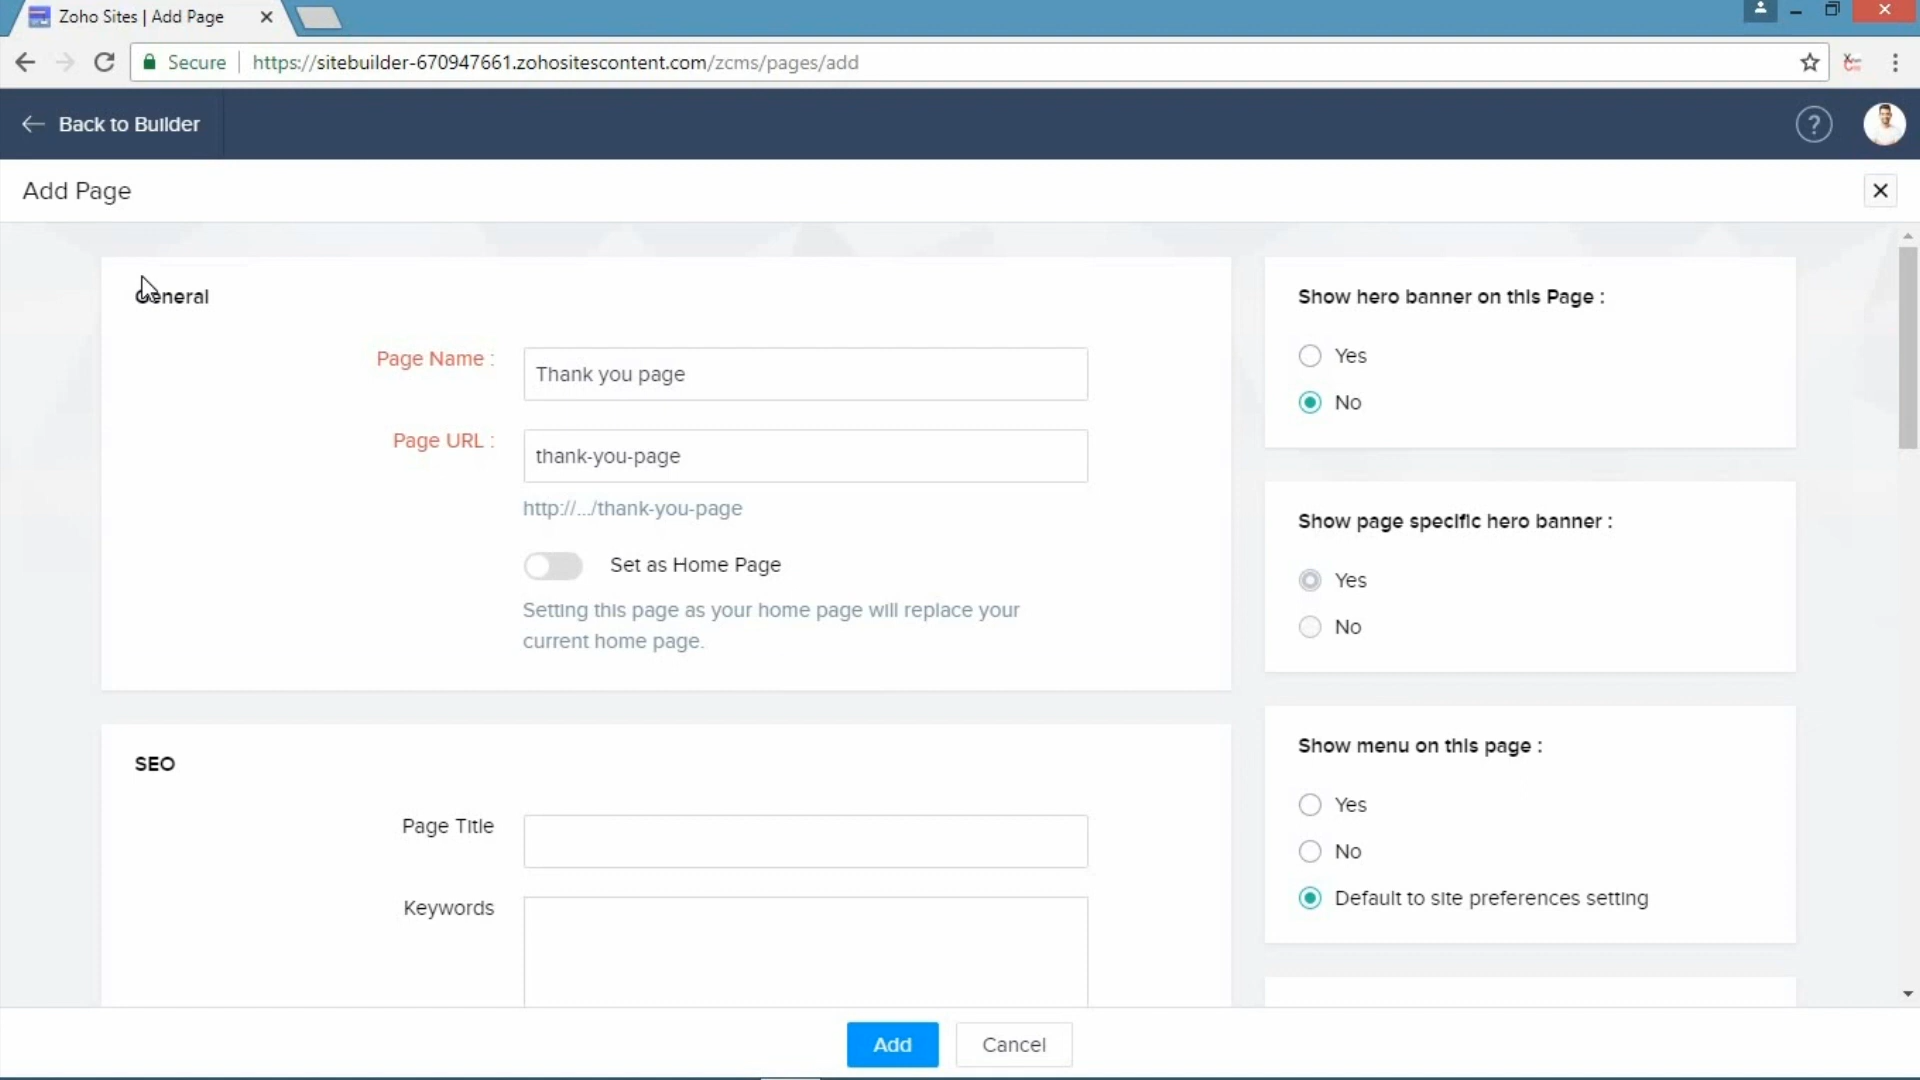 Zoho Sites | Add Page
Secure
https://sitebuilder-670947661.zohositescontent.com/zcms/pages/add
Back to Builder
?
Add Page
General
Page Name :
Thank you page
Page URL :
thank-you-page
http://.../thank-you-page
Set as Home Page
Setting this page as your home page will replace your
current home page.
SEO
Page Title
Keywords
Show hero banner on this Page :
Yes
No
Show page specific hero banner :
Yes
No
Show menu on this page :
Yes
No
Default to site preferences setting
Add
Cancel